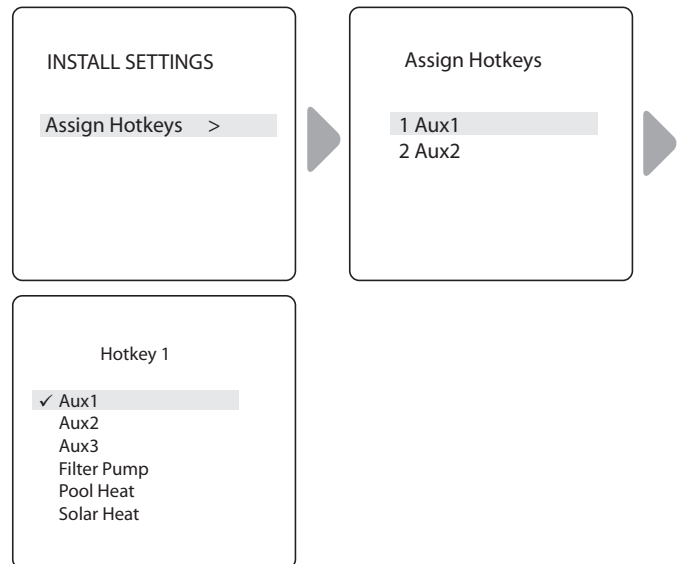 INSTALL SETTINGS
Assign Hotkeys >
Assign Hotkeys
1 Aux1
2 Aux2
Hotkey 1
✓ Aux1
Aux2
Aux3
Filter Pump
Pool Heat
Solar Heat